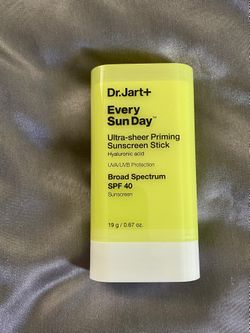 Dr.Jart+
Every
Sun Day™
Ultra-sheer Priming
Sunscreen Stick
Hyaluronic acid
UVA/UVB Protection
Broad Spectrum
SPF 40
Sunscreen
19 g / 0.67 oz.